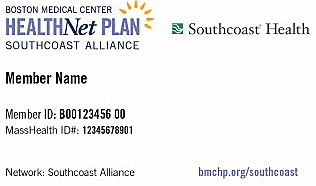 BOSTON MEDICAL CENTER
HEALTHNet PLAN
SOUTHCOAST ALLIANCE
Southcoast Health
Member Name
Member ID: B00123456 00
MassHealth ID#: 12345678901
Network: Southcoast Alliance
bmchp.org/southcoast